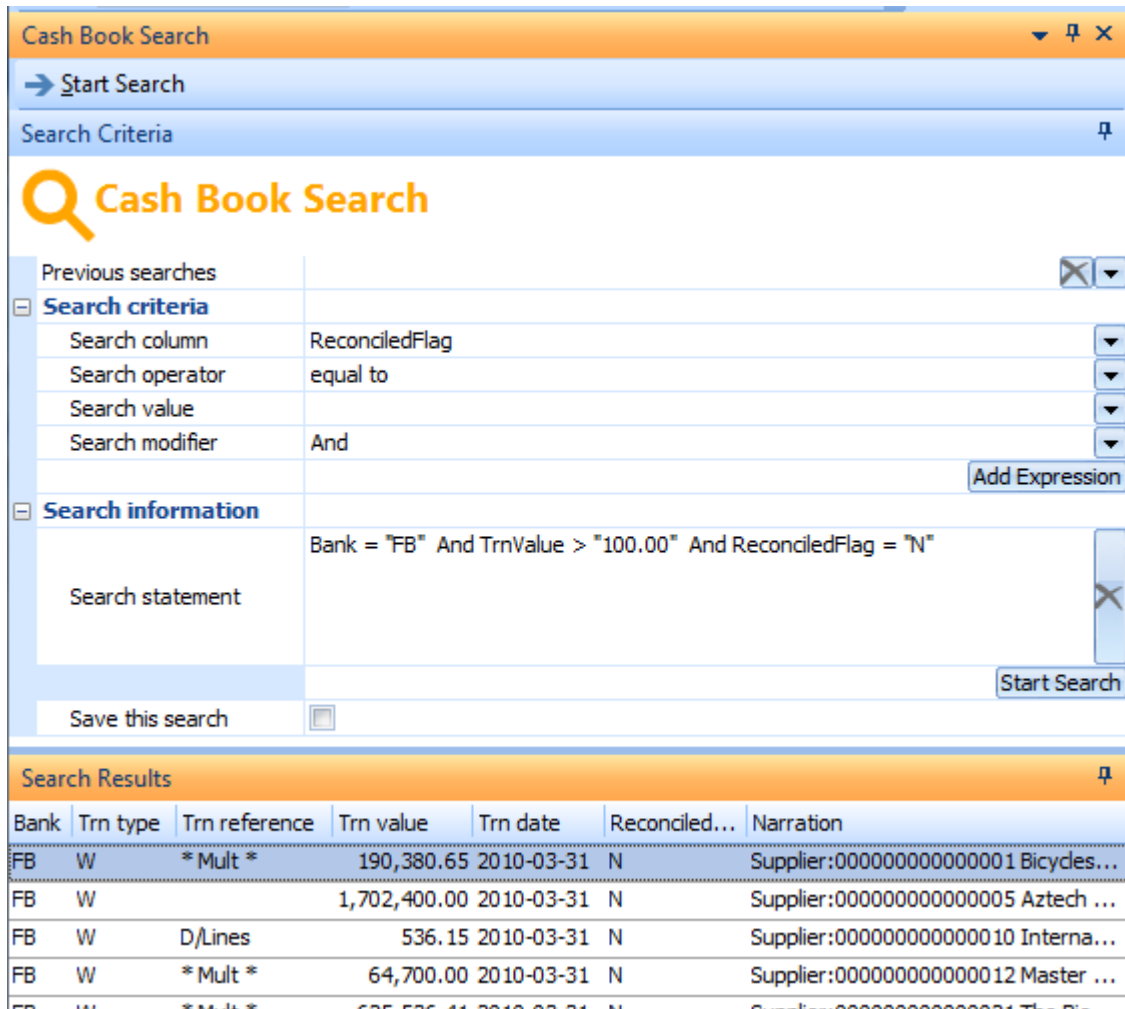 Cash Book Search
Start Search
Search Criteria
Cash Book Search
Previous searches
Search criteria
Search column ReconciledFlag
Search operator equal to
Search value
Search modifier And
Add Expression
Search information
Bank = "FB" And TrnValue > "100.00" And ReconciledFlag = "N"
Search statement
Start Search
Save this search
Search Results
Bank Trn type Trn reference Trn value Trn date Reconciled... Narration
FB W * Mult * 190,380.65 2010-03-31 N Supplier:000000000000001 Bicycles...
FB W 1,702,400.00 2010-03-31 N Supplier:000000000000005 Aztech ...
FB W D/Lines 536.15 2010-03-31 N Supplier:000000000000010 Interna...
FB W * Mult * 64,700.00 2010-03-31 N Supplier:000000000000012 Master ...